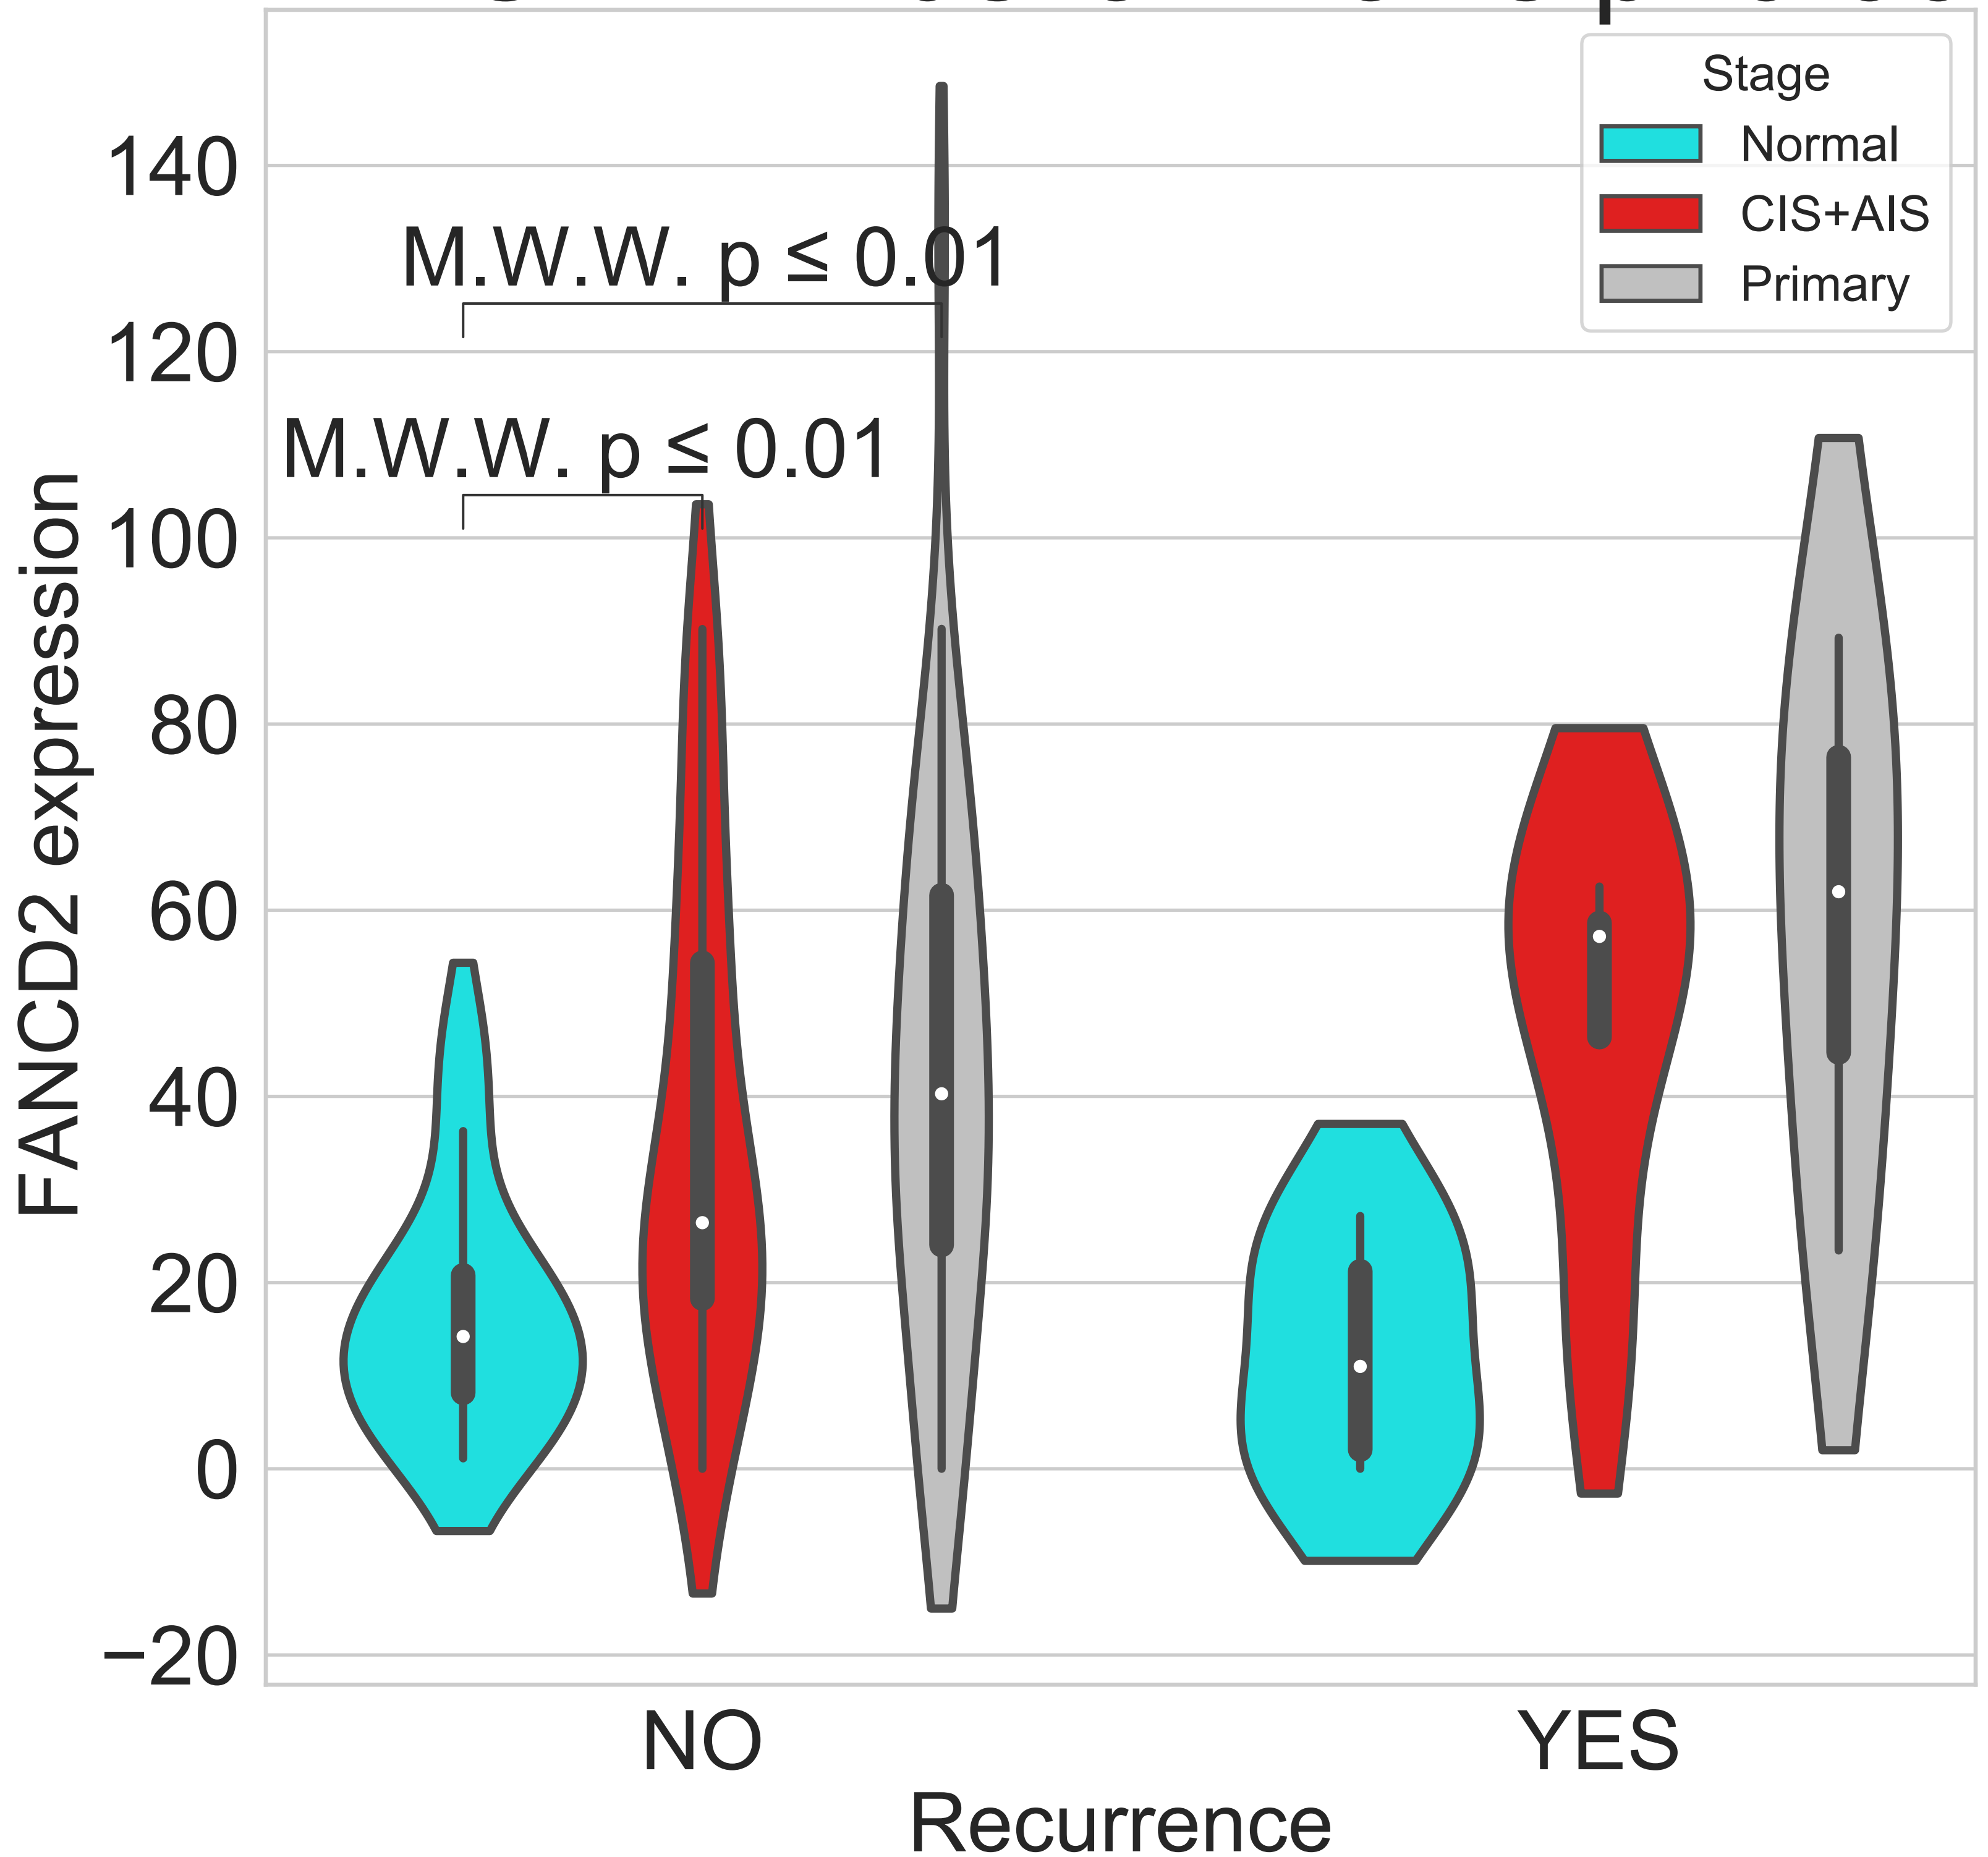 Stage
Normal
CIS+AIS
Primary
M.W.W. p ≤ 0.01
M.W.W. p ≤ 0.01
140
120
100
80
60
40
20
0
−20
FANCD2 expression
NO
YES
Recurrence